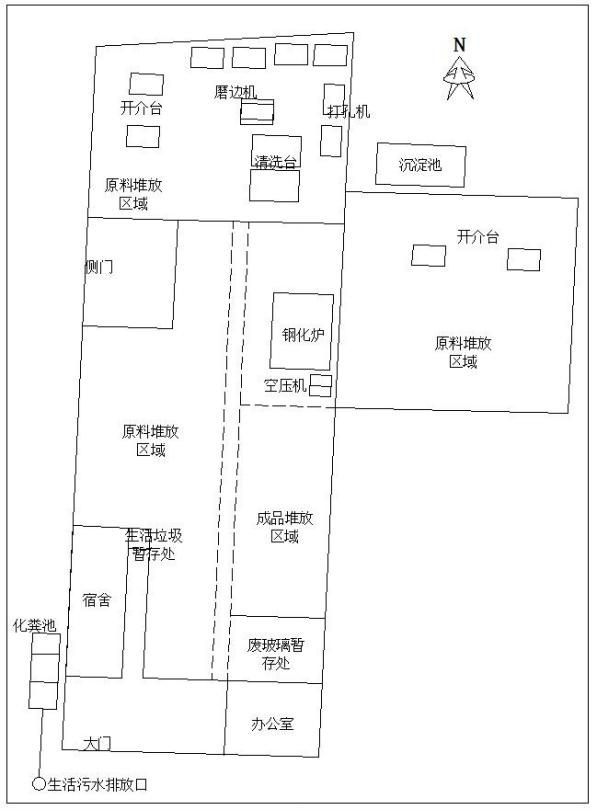 N
磨边机
开介台
打孔机
清洗台
沉淀池
原料堆放
区域
开介台
侧门
钢化炉
原料堆放
区域
空压机
原料堆放
区域
成品堆放
区域
生活垃圾
暂存处
宿舍
化粪池
废玻璃暂
存处
办公室
大门
生活污水排放口